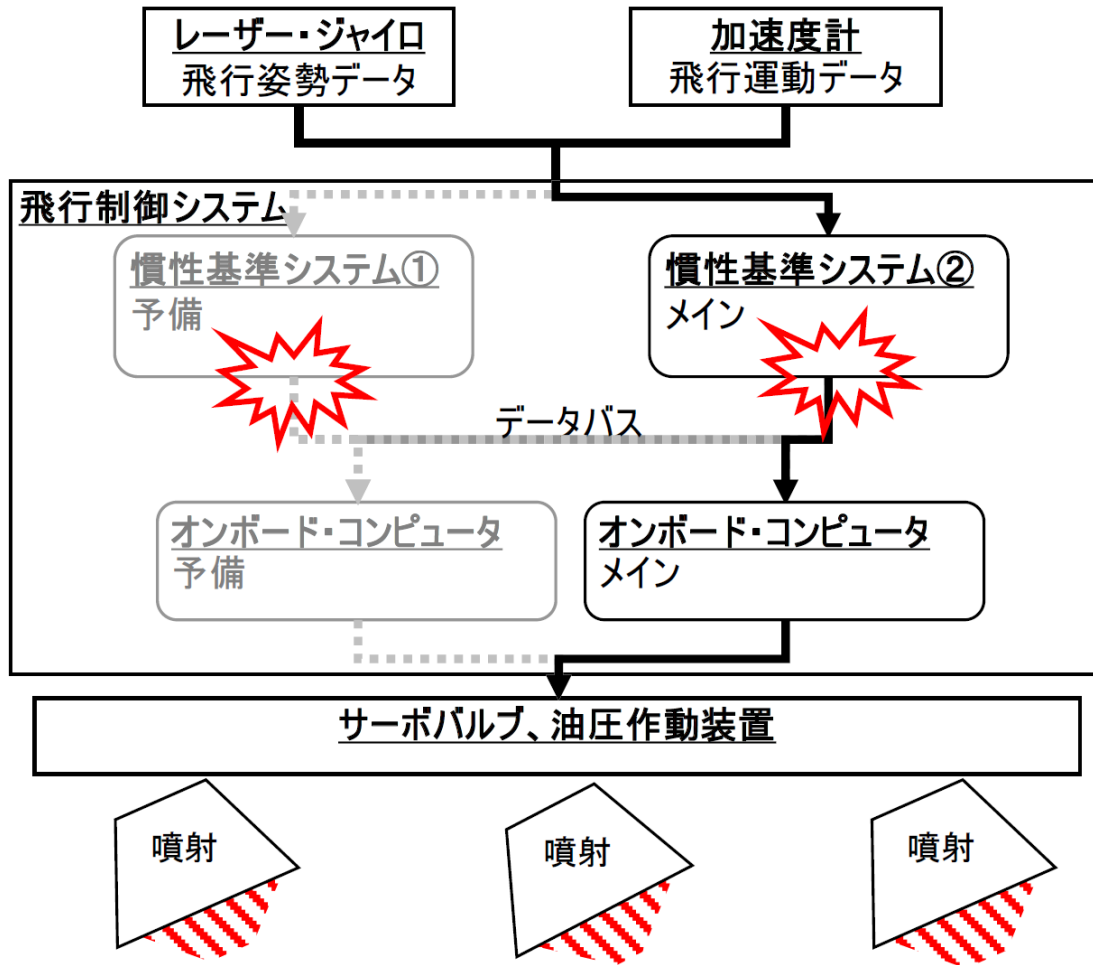 レーザー・ジャイロ
飛行姿勢データ
加速度計
飛行運動データ
飛行制御システム
慣性基準システム①
予備
慣性基準システム②
メイン
データバス
オンボード・コンピュータ
予備
オンボード・コンピュータ
メイン
サーボバルブ、油圧作動装置
噴射
噴射
噴射